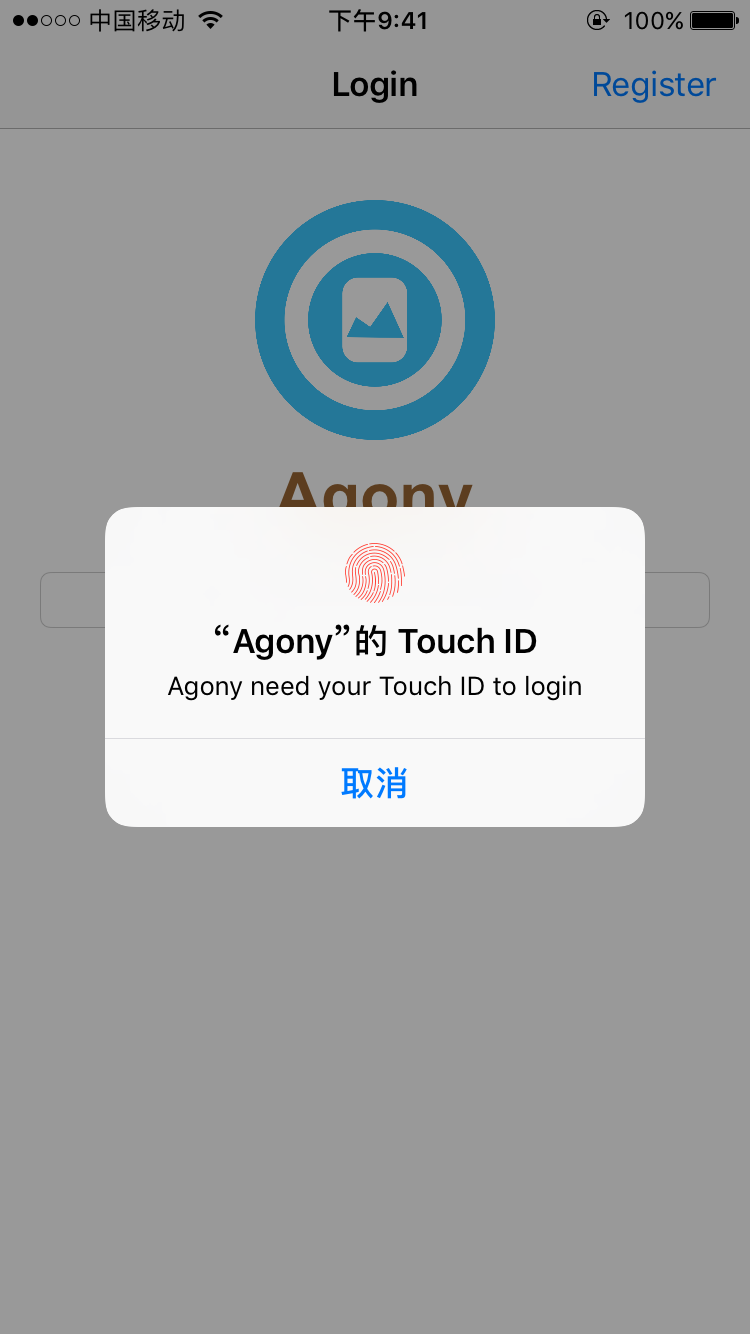 中国移动 下午9:41 100%
Login Register
Agony
“Agony”的 Touch ID
Agony need your Touch ID to login
取消